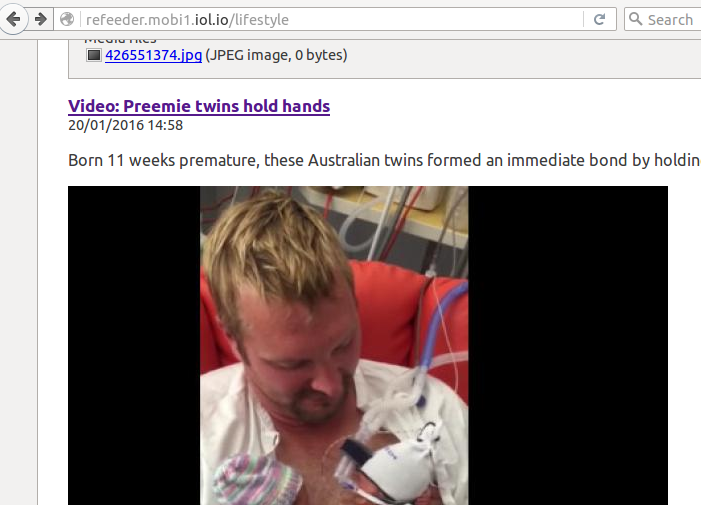 refeeder.mobi1.iol.io/lifestyle
Search
Media files
426551374.jpg (JPEG image, 0 bytes)
Video: Preemie twins hold hands
20/01/2016 14:58
Born 11 weeks premature, these Australian twins formed an immediate bond by holdin